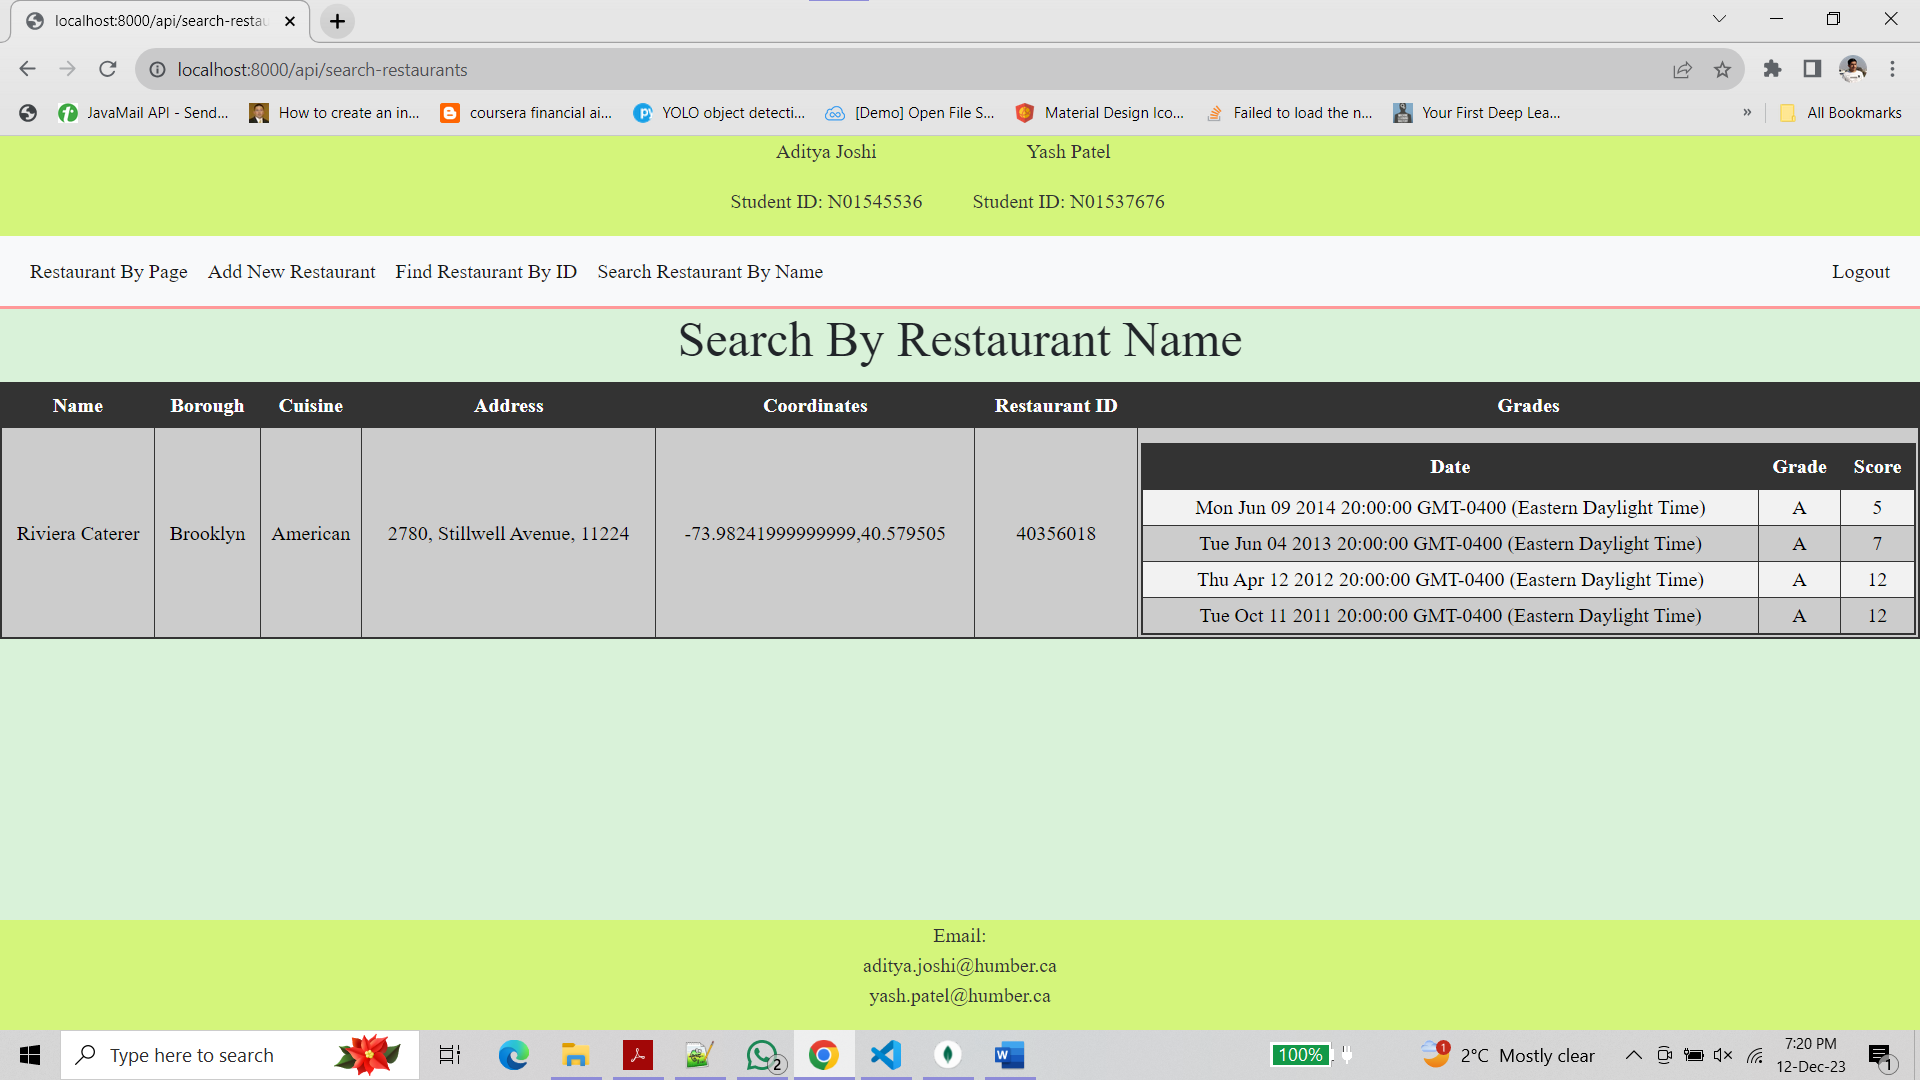 localhost:8000/api/search-restau
localhost:8000/api/search-restaurants
JavaMail API - Send... How to create an in... coursera financial ai... YOLO object detecti... [Demo] Open File S... Material Design Ico... Failed to load the n... Your First Deep Lea... » All Bookmarks
Aditya Joshi Yash Patel
Student ID: N01545536 Student ID: N01537676
Restaurant By Page Add New Restaurant Find Restaurant By ID Search Restaurant By Name Logout
Search By Restaurant Name
Name Borough Cuisine Address Coordinates Restaurant ID Grades
Date Grade Score
Mon Jun 09 2014 20:00:00 GMT-0400 (Eastern Daylight Time) A 5
Riviera Caterer Brooklyn American 2780, Stillwell Avenue, 11224 -73.98241999999999,40.579505 40356018
Tue Jun 04 2013 20:00:00 GMT-0400 (Eastern Daylight Time) A 7
Thu Apr 12 2012 20:00:00 GMT-0400 (Eastern Daylight Time) A 12
Tue Oct 11 2011 20:00:00 GMT-0400 (Eastern Daylight Time) A 12
Email:
aditya.joshi@humber.ca
yash.patel@humber.ca
Type here to search 2 100% 1 2°C Mostly clear 7:20 PM
12-Dec-23 1